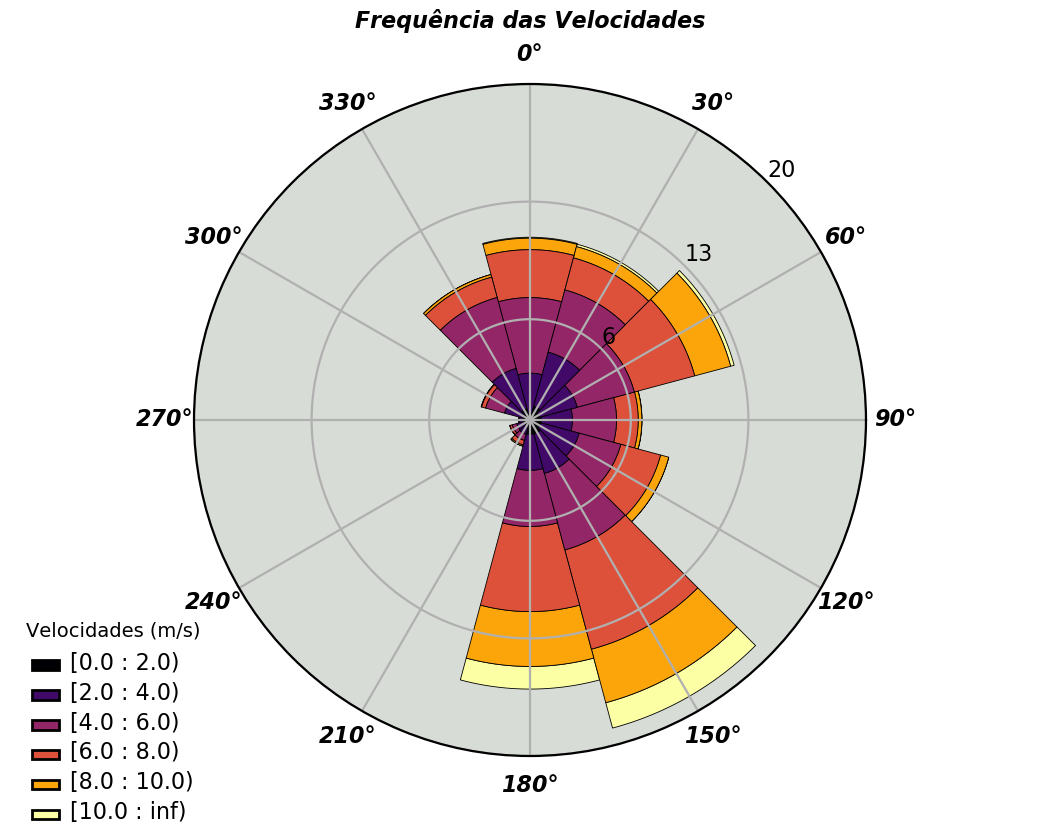 Frequência das Velocidades
0°
330°
30°
20
300°
60°
13
6
270°
90°
240°
120°
210°
150°
180°
Velocidades (m/s)
[0.0 : 2.0)
[2.0 : 4.0)
[4.0 : 6.0)
[6.0 : 8.0)
[8.0 : 10.0)
[10.0 : inf)